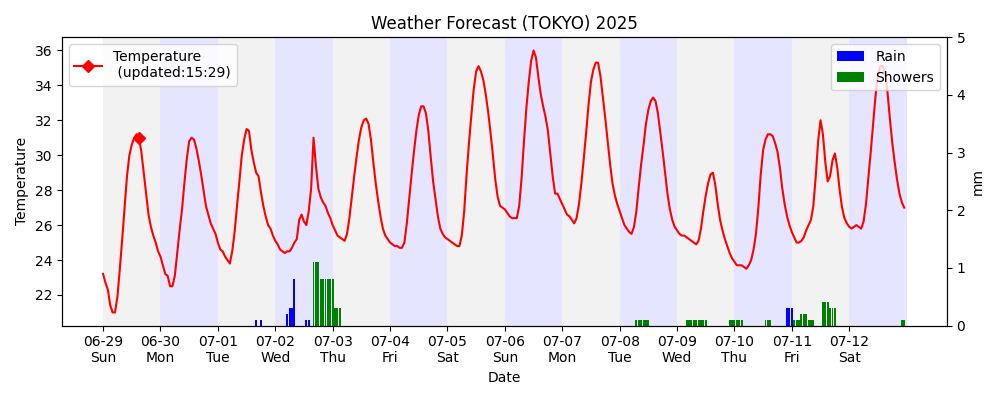 Weather Forecast (TOKYO) 2025
Temperature
(updated:15:29)
Rain
Showers
36
34
32
30
28
26
24
22
Temperature
5
4
3
2
1
0
mm
06-29 06-30 07-01 07-02 07-03 07-04 07-05 07-06 07-07 07-08 07-09 07-10 07-11 07-12
Sun Mon Tue Wed Thu Fri Sat Sun Mon Tue Wed Thu Fri Sat
Date